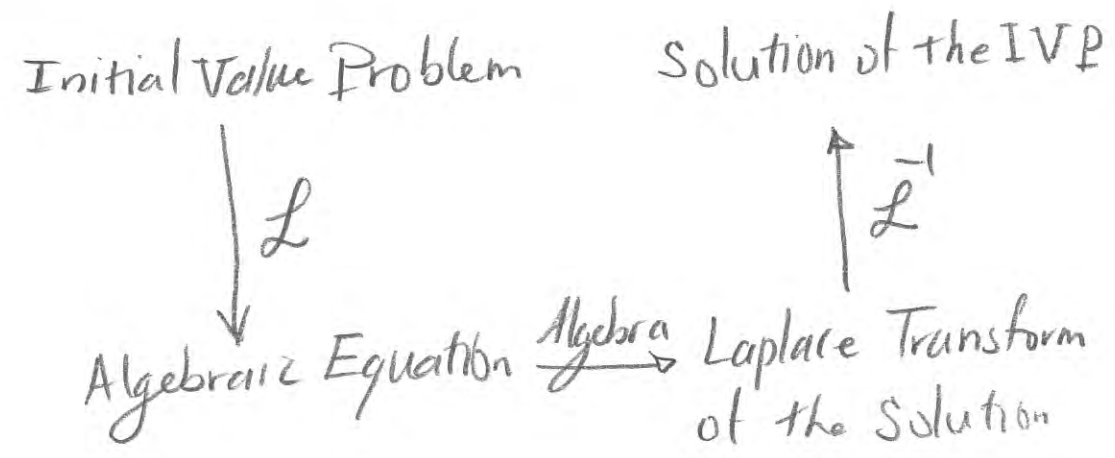 Initial Value Problem
Solution of the IVP
ℒ
ℒ⁻¹
Algebraic Equation
Algebra
Laplace Transform
of the Solution